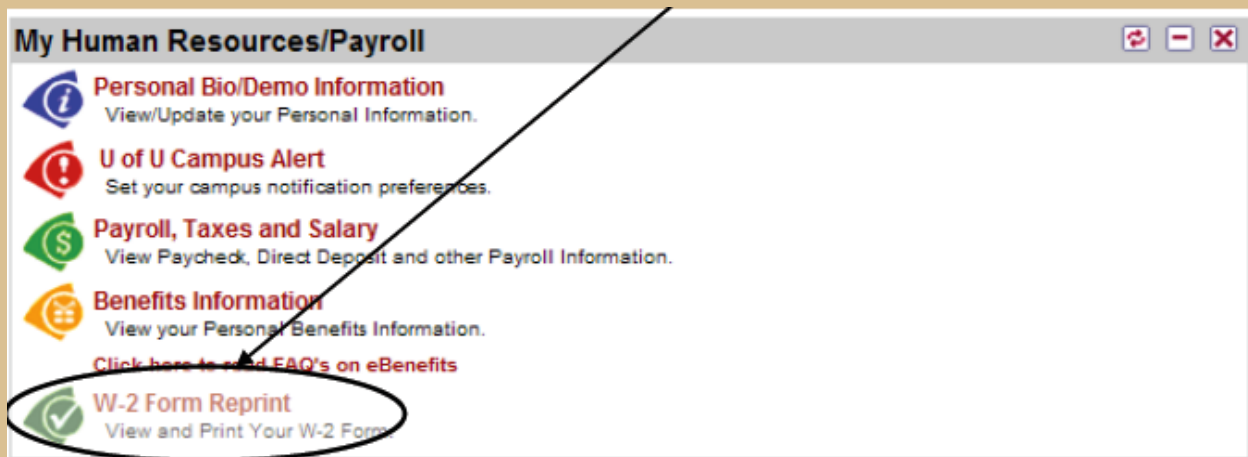 My Human Resources/Payroll
Personal Bio/Demo Information
View/Update your Personal Information.
U of U Campus Alert
Set your campus notification preferences.
Payroll, Taxes and Salary
View Paycheck, Direct Deposit and other Payroll Information.
Benefits Information
View your Personal Benefits Information.
Click here to read FAQ's on eBenefits
W-2 Form Reprint
View and Print Your W-2 Form.